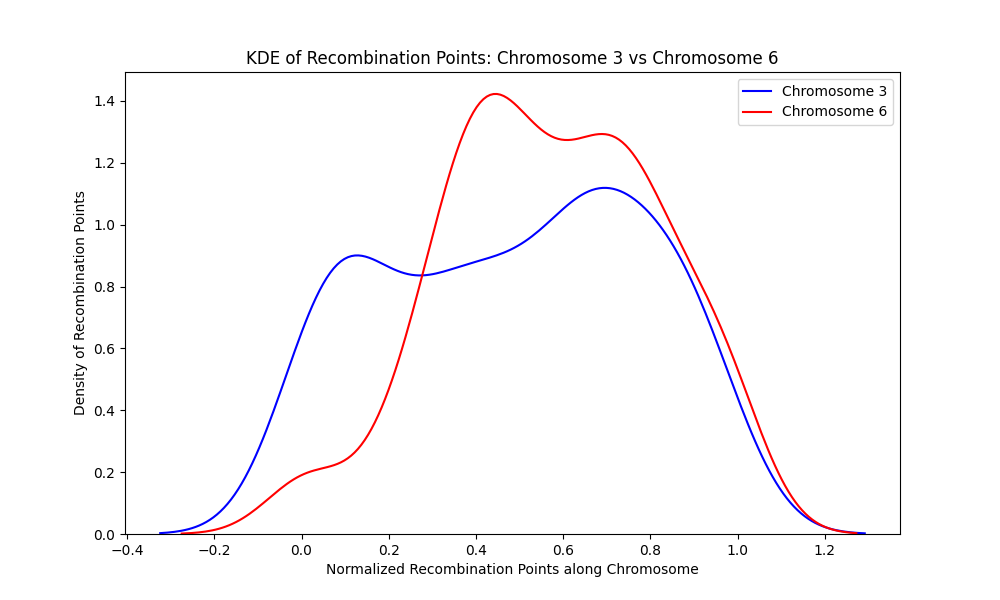 KDE of Recombination Points: Chromosome 3 vs Chromosome 6
Chromosome 3
Chromosome 6
Density of Recombination Points
1.4
1.2
1.0
0.8
0.6
0.4
0.2
0.0
−0.4 −0.2 0.0 0.2 0.4 0.6 0.8 1.0 1.2
Normalized Recombination Points along Chromosome